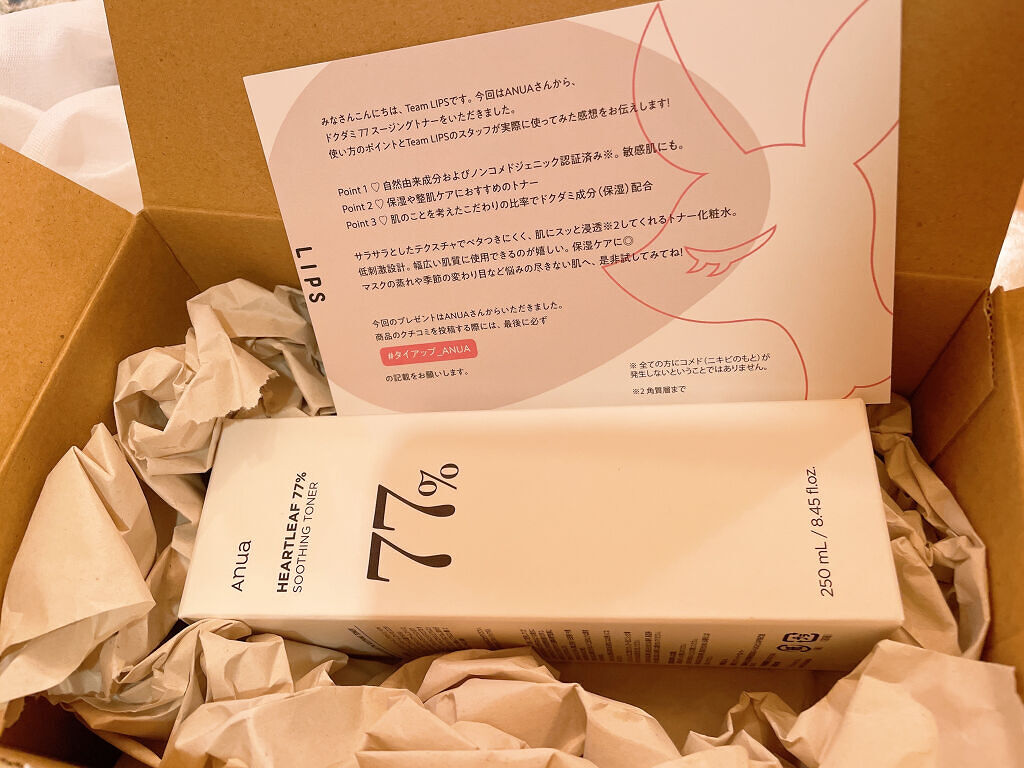 みなさんこんにちは、Team LIPSです。今回はANUAさんから、
ドクダミ77 スージングトナーをいただきました。
使い方のポイントとTeam LIPSのスタッフが実際に使ってみた感想をお伝えします!
Point 1 ♡ 自然由来成分およびノンコメドジェニック認証済み※。敏感肌にも。
Point 2 ♡ 保湿や整肌ケアにおすすめのトナー
Point 3 ♡ 肌のことを考えたこだわりの比率でドクダミ成分(保湿)配合
サラサラとしたテクスチャでベタつきにくく、肌にスッと浸透※2してくれるトナー化粧水。
低刺激設計。幅広い肌質に使用できるのが嬉しい。保湿ケアに◎
マスクの蒸れや季節の変わり目など悩みの尽きない肌へ、是非試してみてね!
LIPS
今回のプレゼントはANUAさんからいただきました。
商品のクチコミを投稿する際には、最後に必ず
#タイアップ_ANUA
の記載をお願いします。
※ 全ての方にコメド(ニキビのもと)が
発生しないということではありません。
※2 角質層まで
Anua
HEARTLEAF 77%
SOOTHING TONER
77%
250 mL / 8.45 fl.oz.